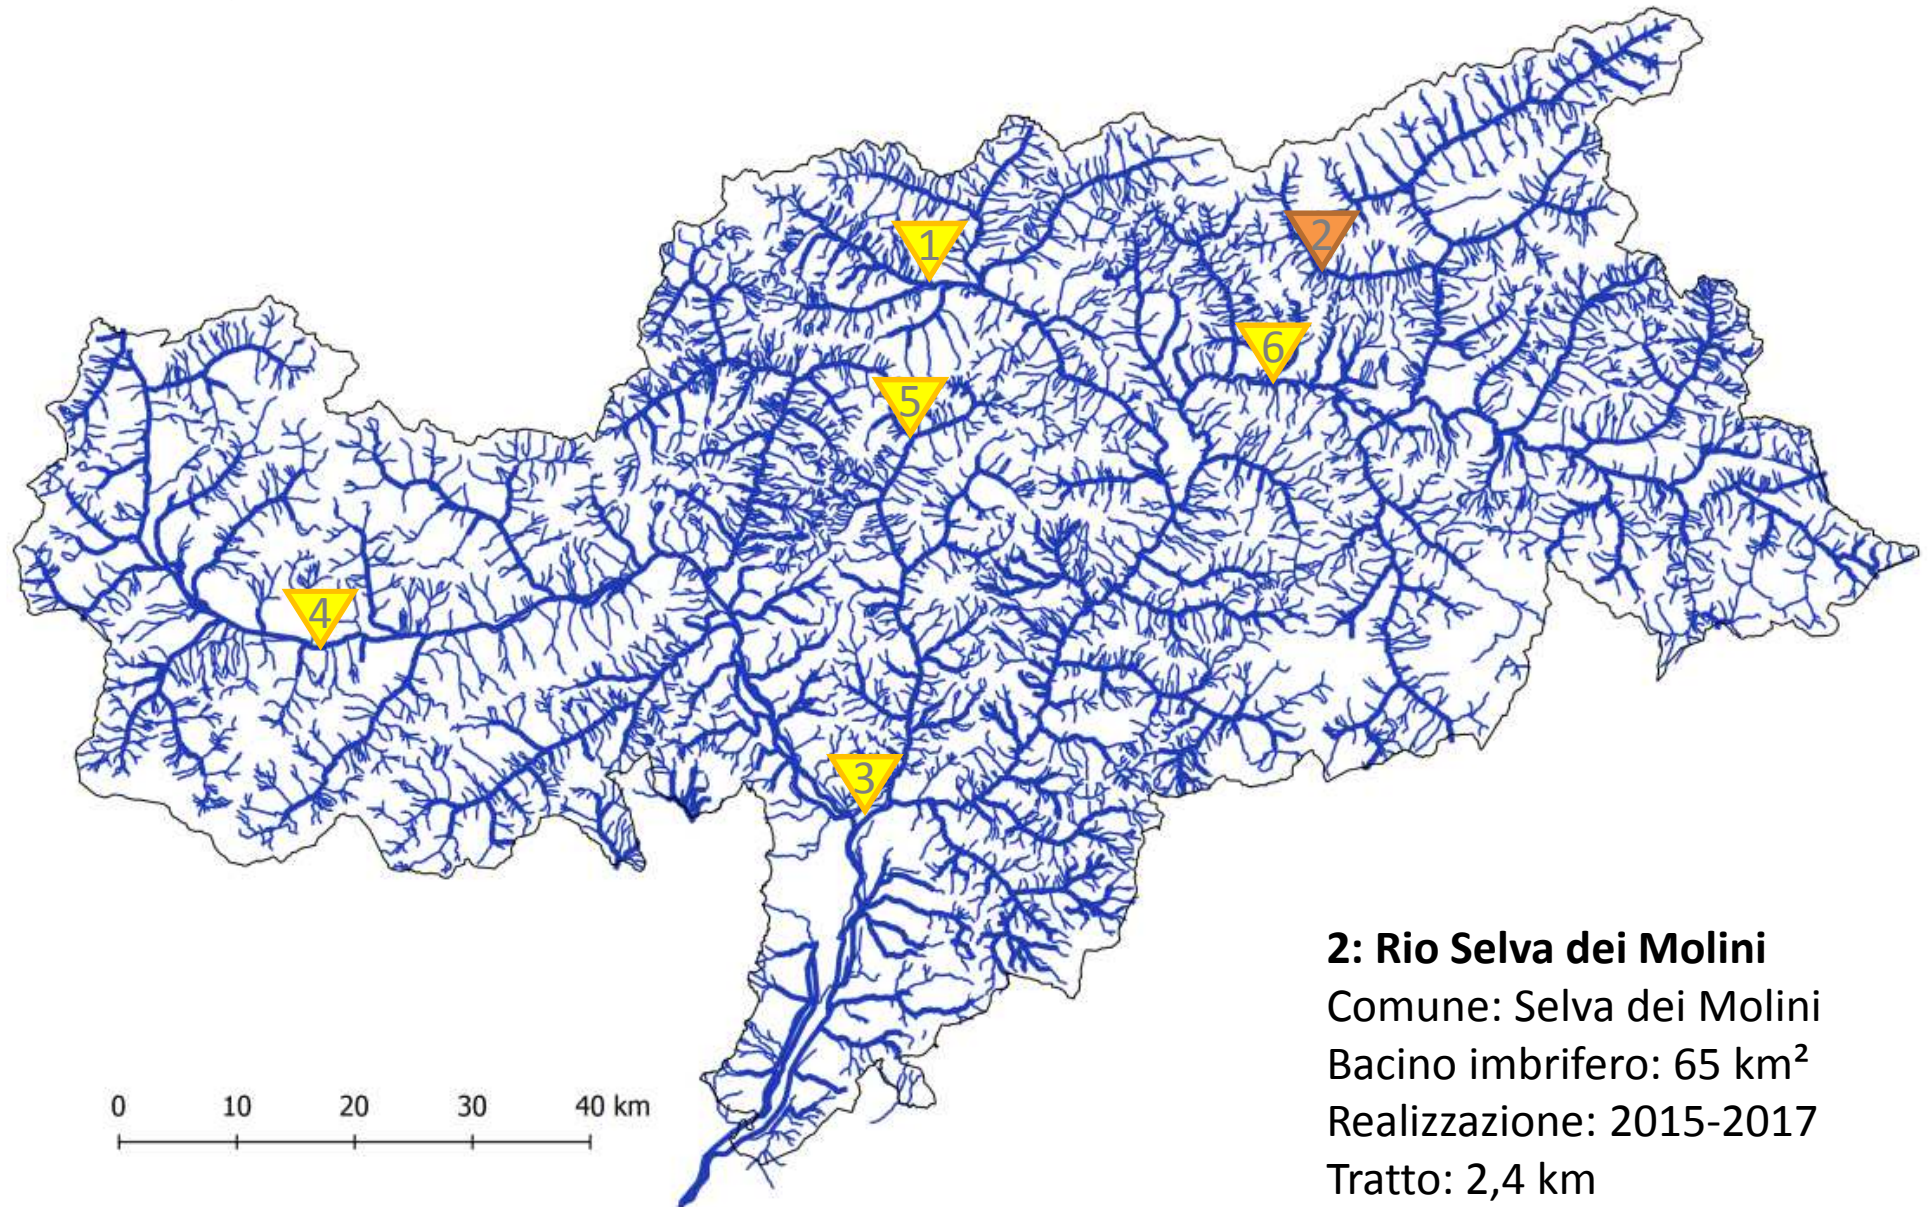 1
2
6
5
4
3
2: Rio Selva dei Molini
Comune: Selva dei Molini
Bacino imbrifero: 65 km²
Realizzazione: 2015-2017
Tratto: 2,4 km
0 10 20 30 40 km